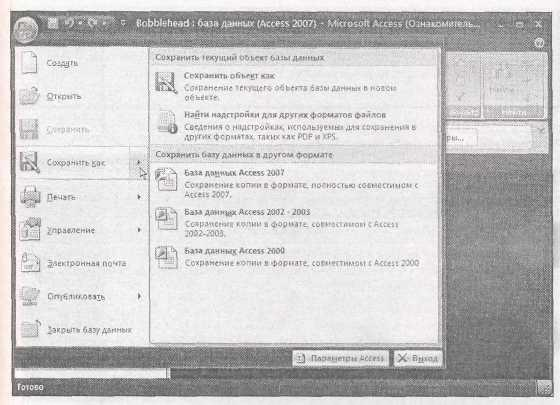 Bobblehead : база данных (Access 2007) - Microsoft Access (Ознакомитель...
Создать
Открыть
Сохранить
Сохранить как
Печать
Управление
Электронная почта
Опубликовать
Закрыть базу данных
Сохранить текущий объект базы данных
Сохранить объект как
Сохранение текущего объекта базы данных в новом
объекте.
Найти надстройки для других форматов файлов
Сведения о надстройках, используемых для сохранения в
других форматах, таких как PDF и XPS.
Сохранить базу данных в другом формате
База данных Access 2007
Сохранение копии в формате, полностью совместимом с
Access 2007.
База данных Access 2002 - 2003
Сохранение копии в формате, совместимом с Access
2002-2003.
База данных Access 2000
Сохранение копии в формате, совместимом с Access 2000
Найти
ры...
Параметры Access
Выход
Готово